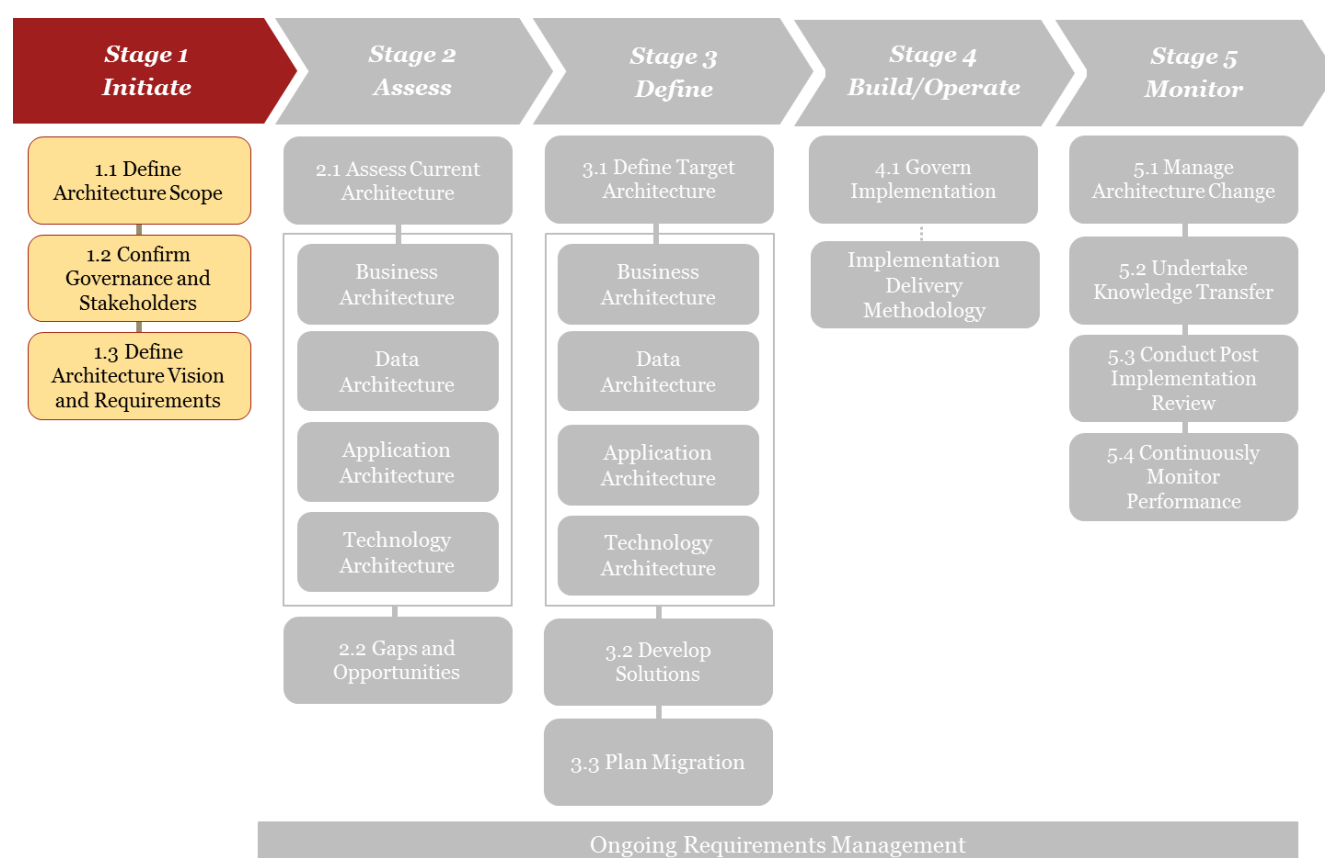 Stage 1
Initiate
Stage 2
Assess
Stage 3
Define
Stage 4
Build/Operate
Stage 5
Monitor
1.1 Define
Architecture Scope
1.2 Confirm
Governance and
Stakeholders
1.3 Define
Architecture Vision
and Requirements
2.1 Assess Current
Architecture
Business
Architecture
Data
Architecture
Application
Architecture
Technology
Architecture
2.2 Gaps and
Opportunities
3.1 Define Target
Architecture
Business
Architecture
Data
Architecture
Application
Architecture
Technology
Architecture
3.2 Develop
Solutions
3.3 Plan Migration
4.1 Govern
Implementation
Implementation
Delivery
Methodology
5.1 Manage
Architecture Change
5.2 Undertake
Knowledge Transfer
5.3 Conduct Post
Implementation
Review
5.4 Continuously
Monitor
Performance
Ongoing Requirements Management